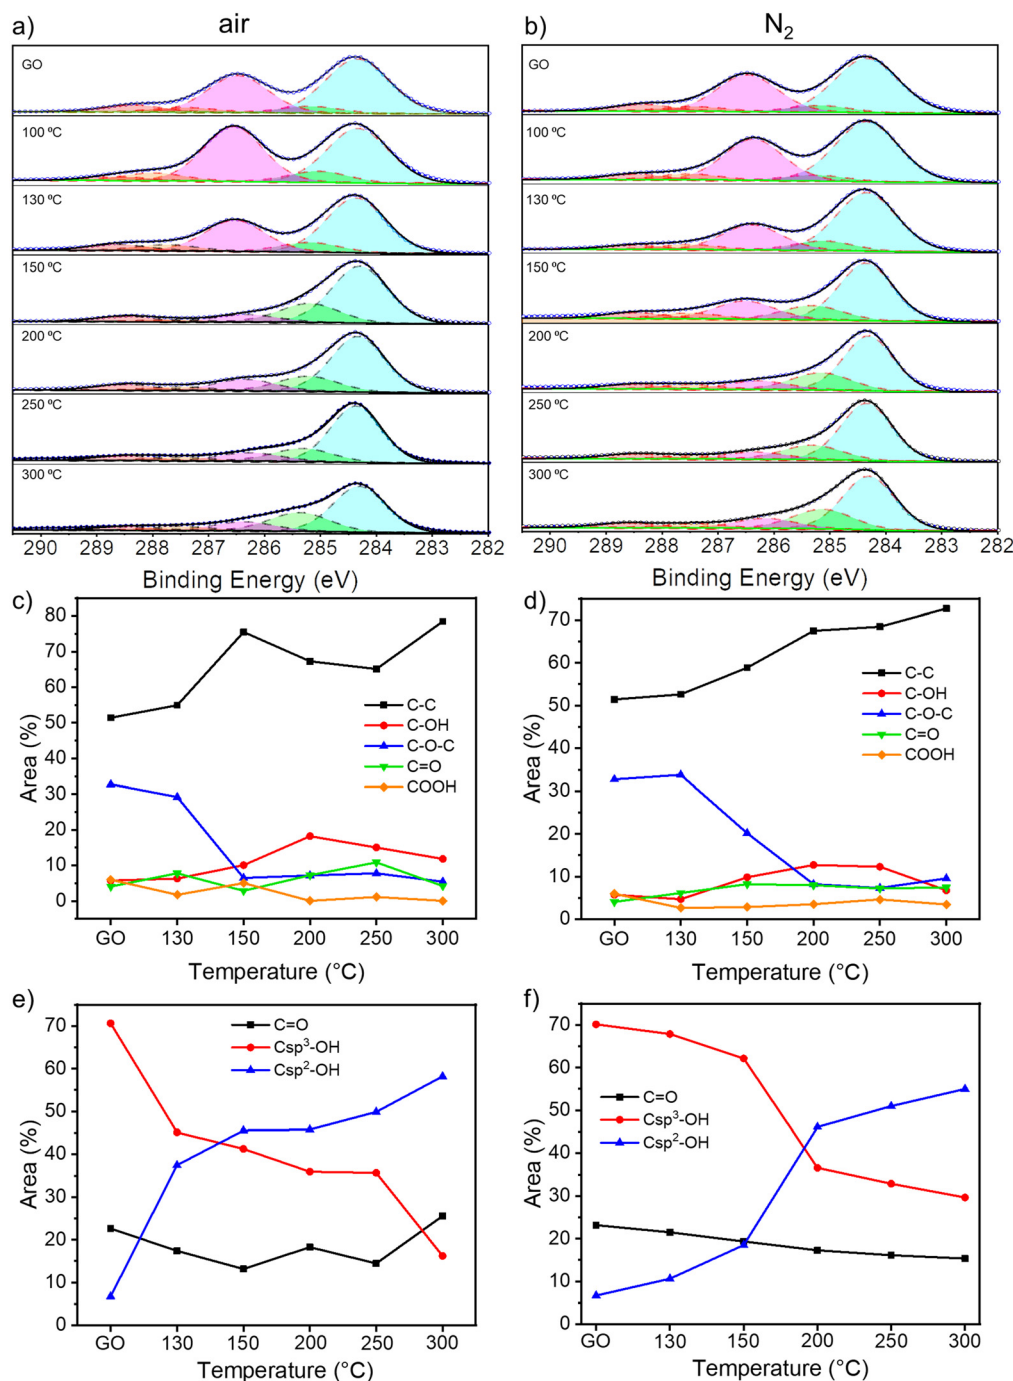 a) air
GO
100 ºC
130 ºC
150 ºC
200 ºC
250 ºC
300 ºC
290 289 288 287 286 285 284 283 282
Binding Energy (eV)
b) N2
GO
100 ºC
130 ºC
150 ºC
200 ºC
250 ºC
300 ºC
290 289 288 287 286 285 284 283 282
Binding Energy (eV)
c)
80
70
60
50
40
30
20
10
0
Area (%)
C-C
C-OH
C-O-C
C=O
COOH
GO 130 150 200 250 300
Temperature (°C)
d)
70
60
50
40
30
20
10
0
Area (%)
C-C
C-OH
C-O-C
C=O
COOH
GO 130 150 200 250 300
Temperature (°C)
e)
70
60
50
40
30
20
10
0
Area (%)
C=O
Csp3-OH
Csp2-OH
GO 130 150 200 250 300
Temperature (°C)
f)
70
60
50
40
30
20
10
0
Area (%)
C=O
Csp3-OH
Csp2-OH
GO 130 150 200 250 300
Temperature (°C)